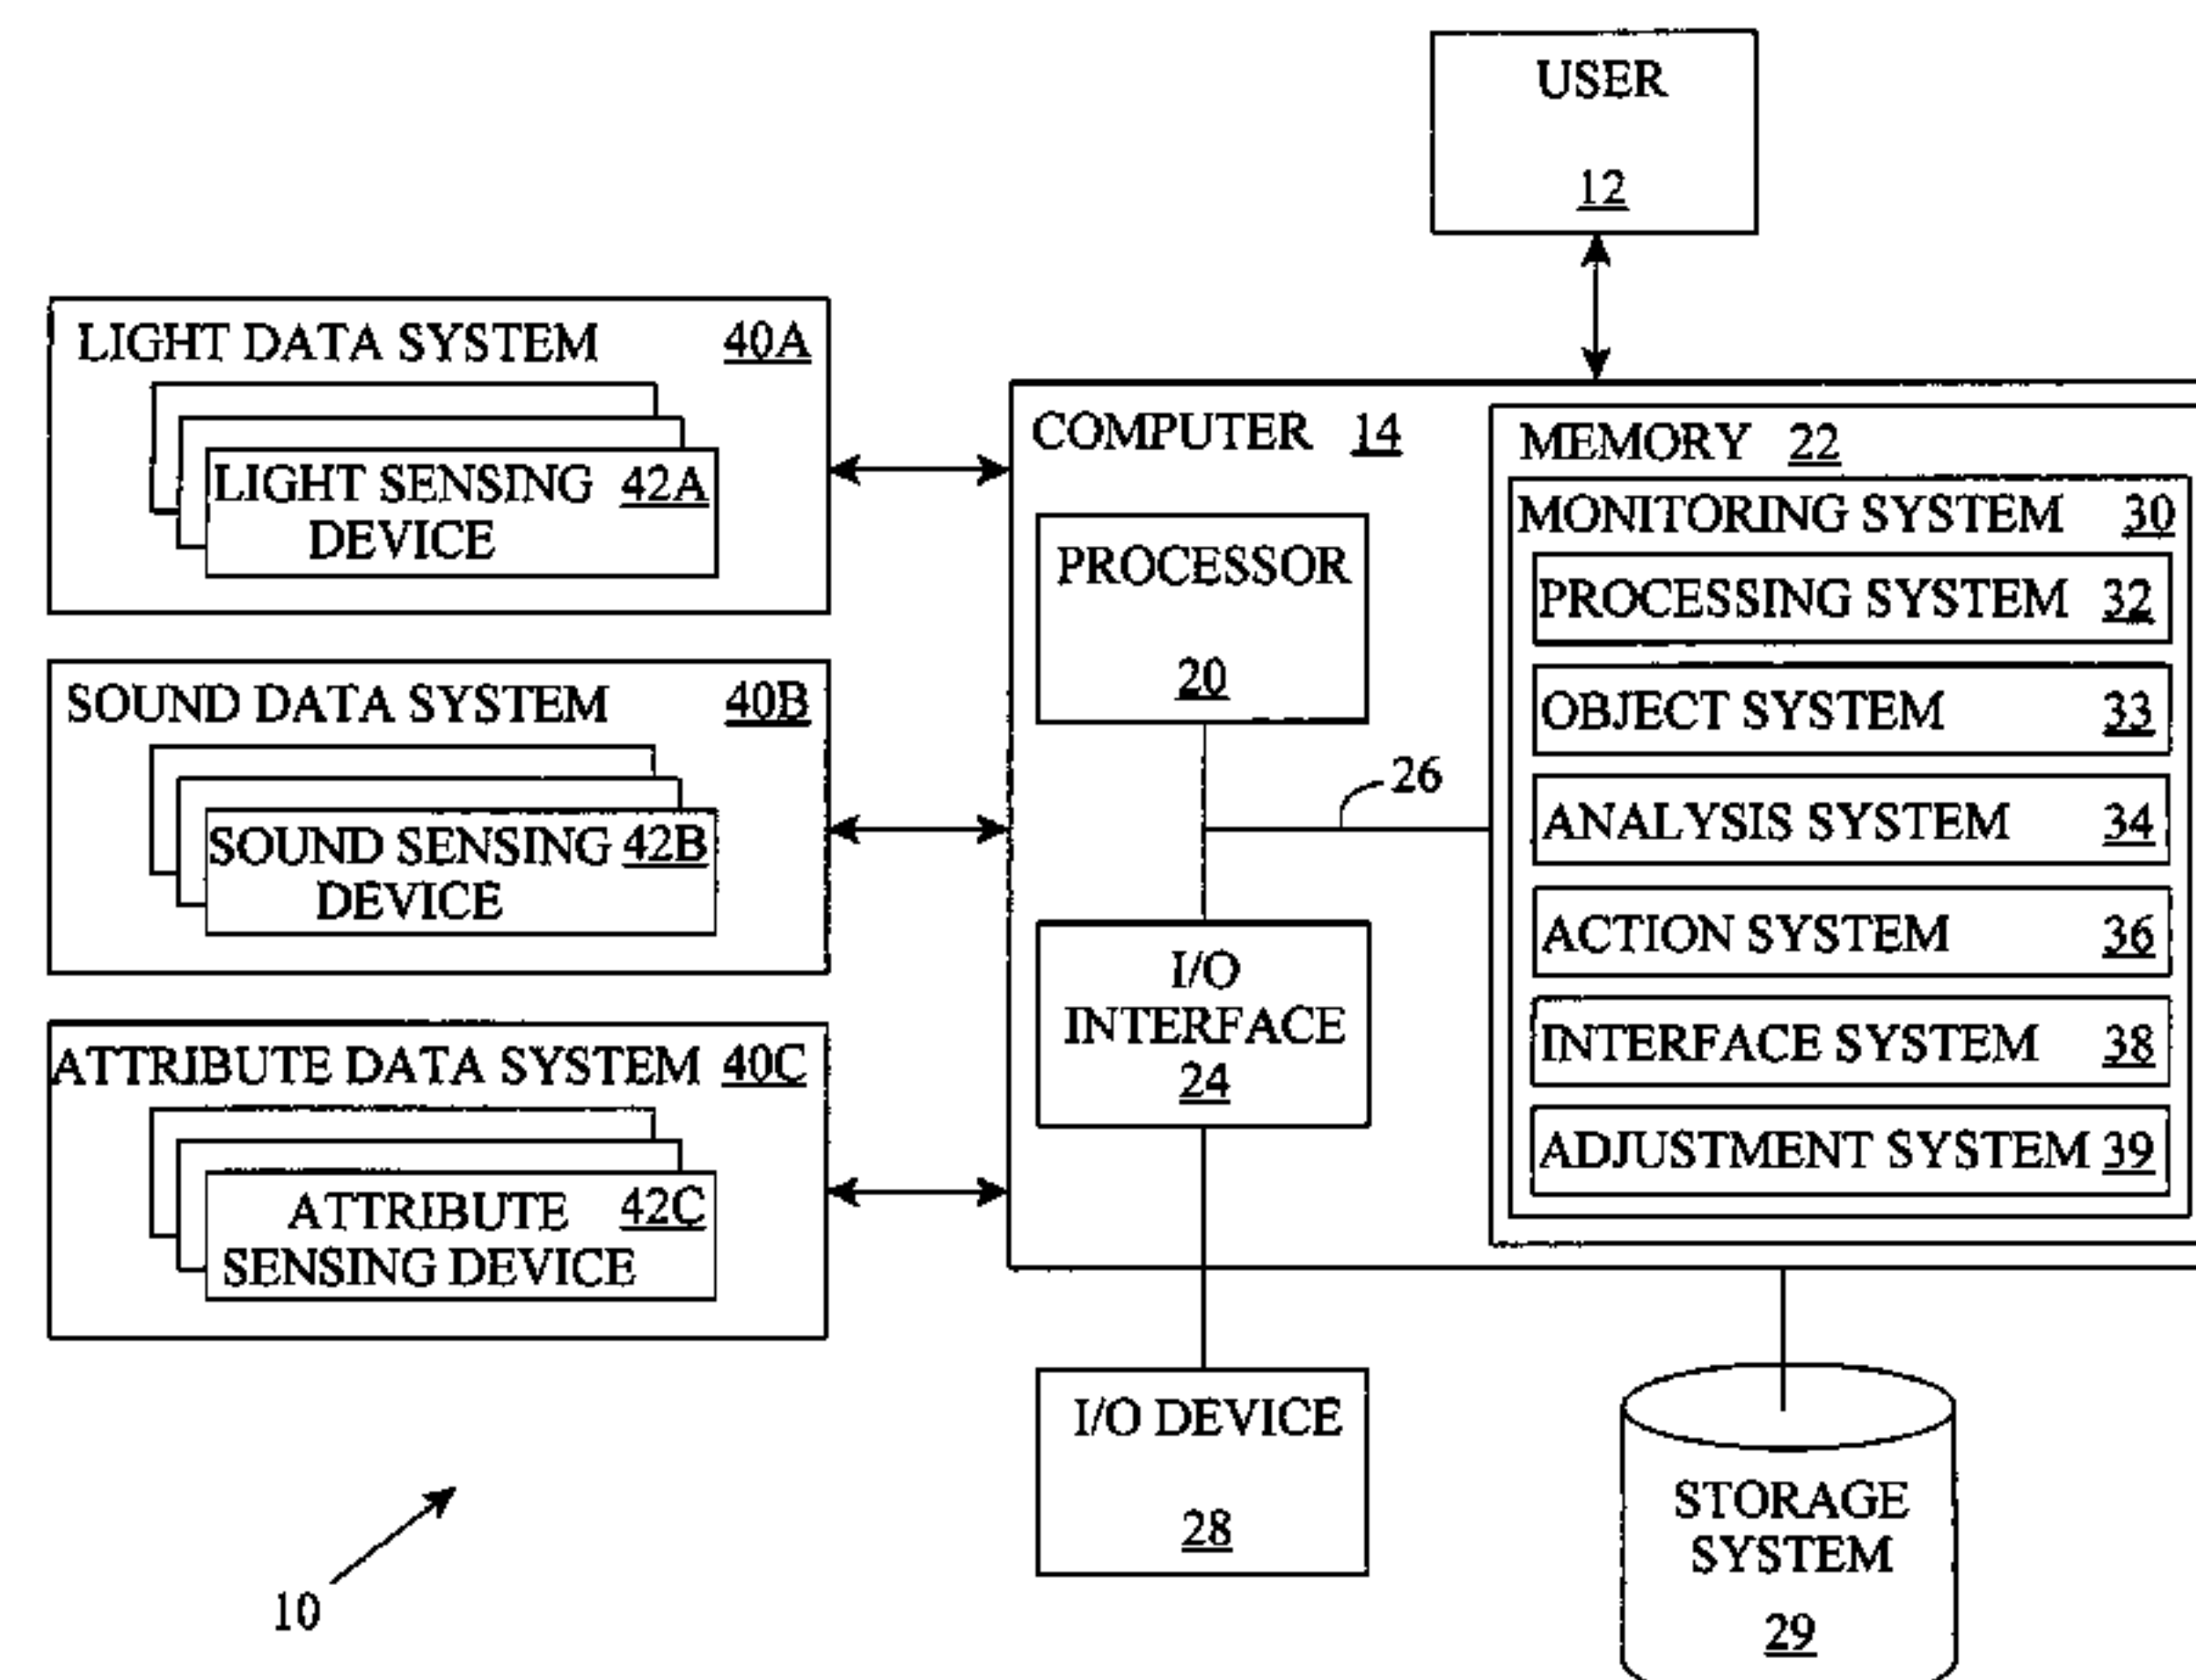 USER
12
LIGHT DATA SYSTEM 40A
LIGHT SENSING 42A
DEVICE
SOUND DATA SYSTEM 40B
SOUND SENSING 42B
DEVICE
ATTRIBUTE DATA SYSTEM 40C
ATTRIBUTE 42C
SENSING DEVICE
COMPUTER 14
PROCESSOR
20
26
I/O
INTERFACE
24
MEMORY 22
MONITORING SYSTEM 30
PROCESSING SYSTEM 32
OBJECT SYSTEM 33
ANALYSIS SYSTEM 34
ACTION SYSTEM 36
INTERFACE SYSTEM 38
ADJUSTMENT SYSTEM 39
I/O DEVICE
28
STORAGE
SYSTEM
29
10